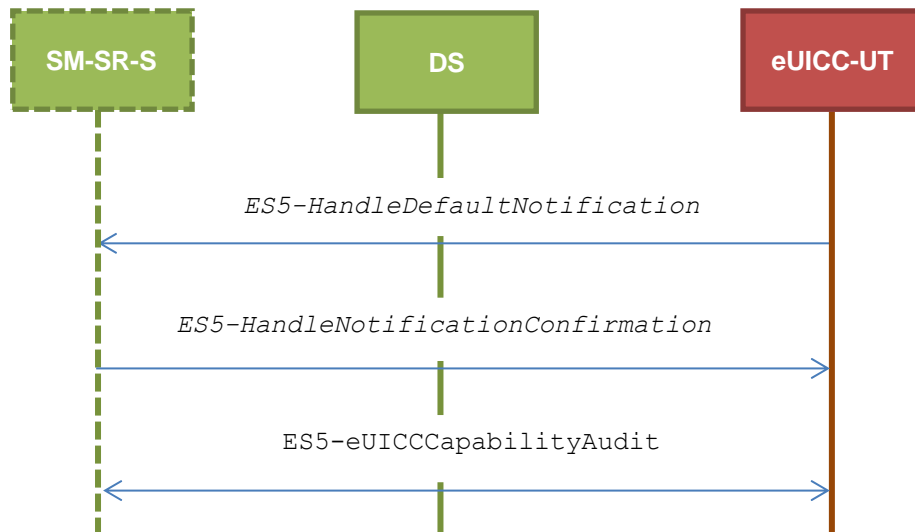 SM-SR-S DS eUICC-UT
ES5-HandleDefaultNotification
ES5-HandleNotificationConfirmation
ES5-eUICCCapabilityAudit